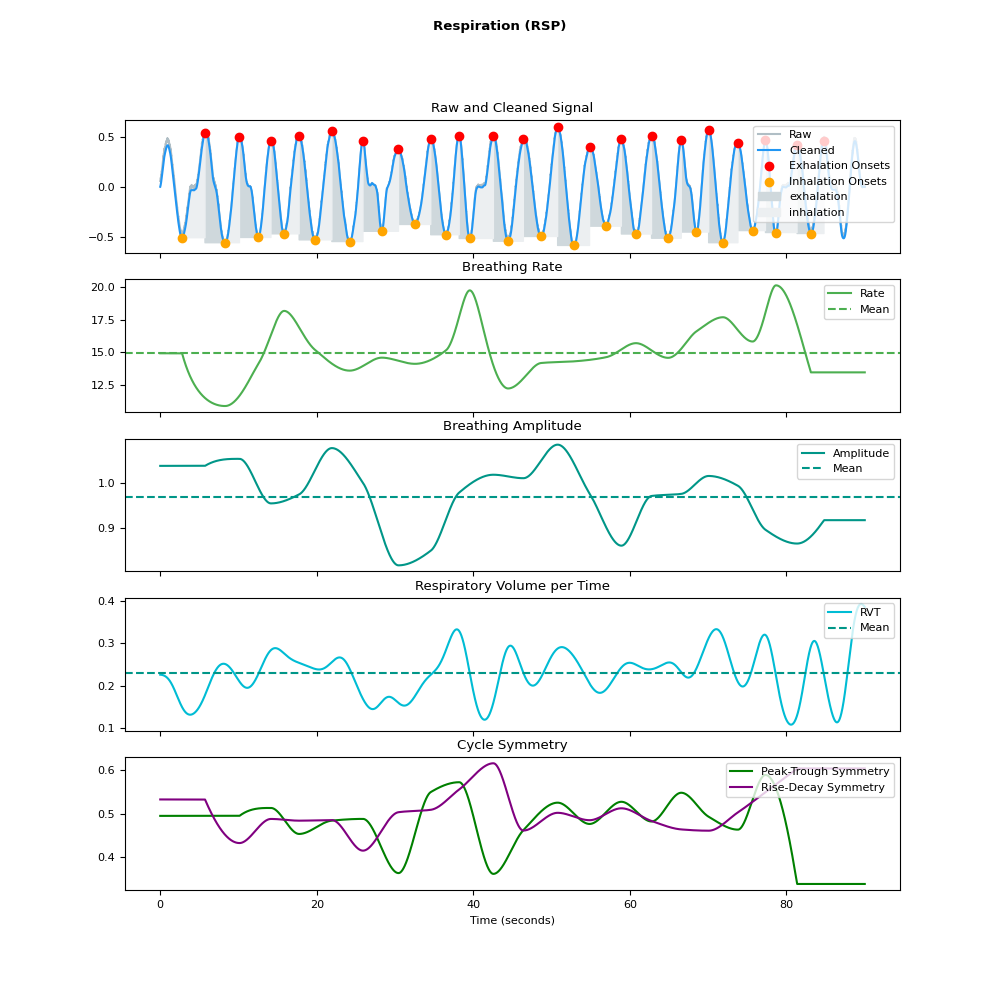 Respiration (RSP)
Raw and Cleaned Signal
0.5
0.0
−0.5
Raw
Cleaned
Exhalation Onsets
Inhalation Onsets
exhalation
inhalation
Breathing Rate
20.0
17.5
15.0
12.5
Rate
Mean
Breathing Amplitude
1.0
0.9
Amplitude
Mean
Respiratory Volume per Time
0.4
0.3
0.2
0.1
RVT
Mean
Cycle Symmetry
0.6
0.5
0.4
Peak-Trough Symmetry
Rise-Decay Symmetry
0 20 40 60 80
Time (seconds)